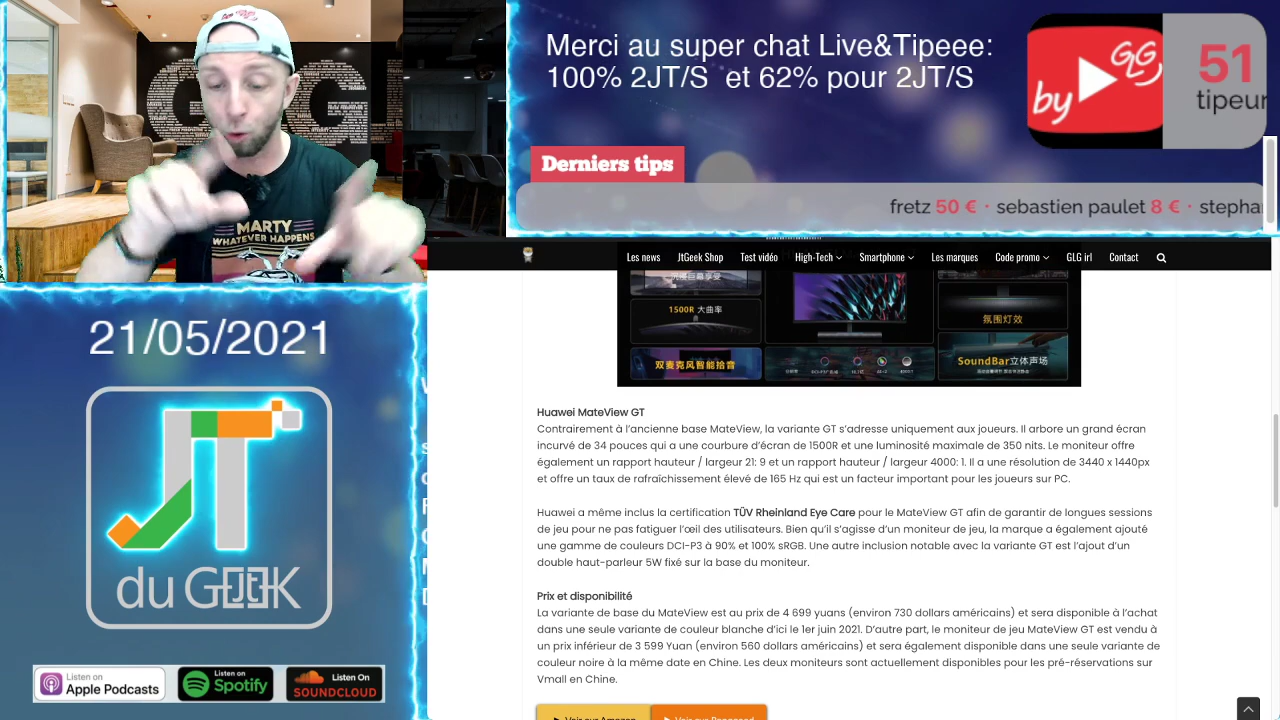 Merci au super chat Live&Tipeee:
100% 2JT/S et 62% pour 2JT/S
by GG
51
tipeu
Derniers tips
fretz 50 € · sebastien paulet 8 € · stepha
MARTY
WHATEVER HAPPENS
Les news JtGeek Shop Test vidéo High-Tech Smartphone Les marques Code promo GLG irl Contact
1500R 大曲率
双麦克风智能拾音
氛围灯效
SoundBar立体声场
21/05/2021
JT
du GEEK
Listen on
Apple Podcasts
Listen on
Spotify
Listen On
SOUNDCLOUD
Huawei MateView GT
Contrairement à l’ancienne base MateView, la variante GT s’adresse uniquement aux joueurs. Il arbore un grand écran
incurvé de 34 pouces qui a une courbure d’écran de 1500R et une luminosité maximale de 350 nits. Le moniteur offre
également un rapport hauteur / largeur 21: 9 et un rapport hauteur / largeur 4000: 1. Il a une résolution de 3440 x 1440px
et offre un taux de rafraîchissement élevé de 165 Hz qui est un facteur important pour les joueurs sur PC.
Huawei a même inclus la certification TÜV Rheinland Eye Care pour le MateView GT afin de garantir de longues sessions
de jeu pour ne pas fatiguer l’œil des utilisateurs. Bien qu’il s’agisse d’un moniteur de jeu, la marque a également ajouté
une gamme de couleurs DCI-P3 à 90% et 100% sRGB. Une autre inclusion notable avec la variante GT est l’ajout d’un
double haut-parleur 5W fixé sur la base du moniteur.
Prix et disponibilité
La variante de base du MateView est au prix de 4 699 yuans (environ 730 dollars américains) et sera disponible à l’achat
dans une seule variante de couleur blanche d’ici le 1er juin 2021. D’autre part, le moniteur de jeu MateView GT est vendu à
un prix inférieur de 3 599 Yuan (environ 560 dollars américains) et sera également disponible dans une seule variante de
couleur noire à la même date en Chine. Les deux moniteurs sont actuellement disponibles pour les pré-réservations sur
Vmall en Chine.